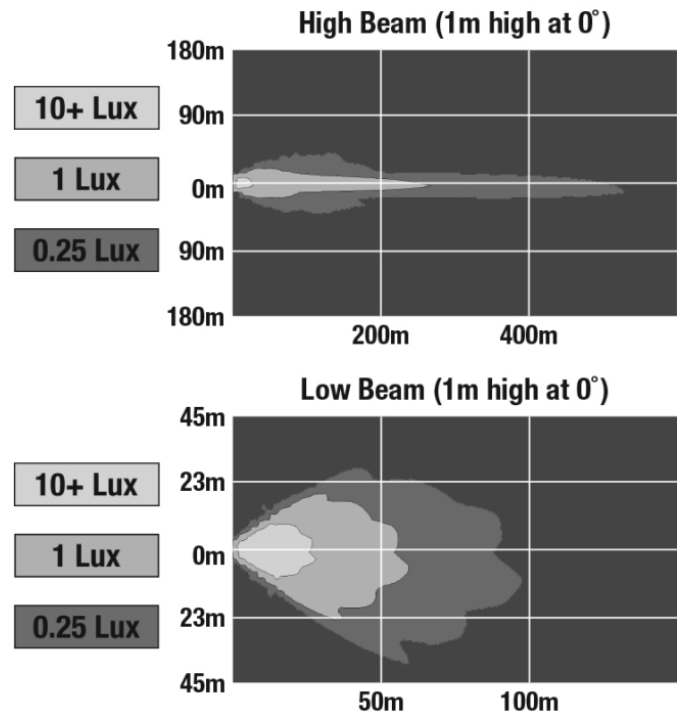 High Beam (1m high at 0°)
10+ Lux
1 Lux
0.25 Lux
180m
90m
0m
90m
180m
200m 400m
Low Beam (1m high at 0°)
10+ Lux
1 Lux
0.25 Lux
45m
23m
0m
23m
45m
50m 100m